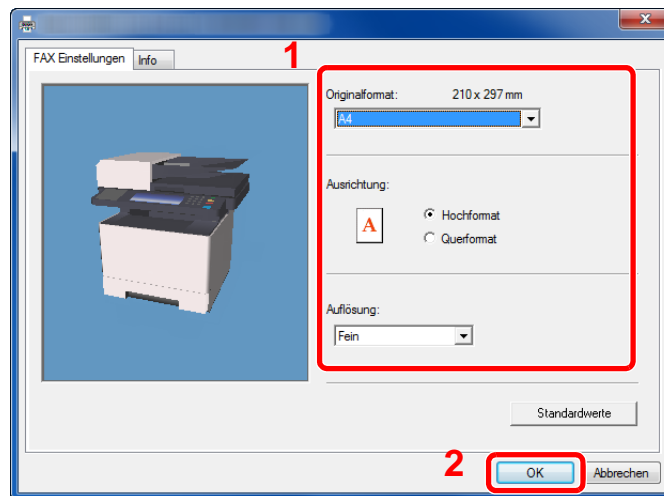 FAX Einstellungen Info
1
Originalformat: 210 x 297 mm
A4
Ausrichtung:
A
Hochformat
Querformat
Auflösung:
Fein
Standardwerte
2
OK Abbrechen